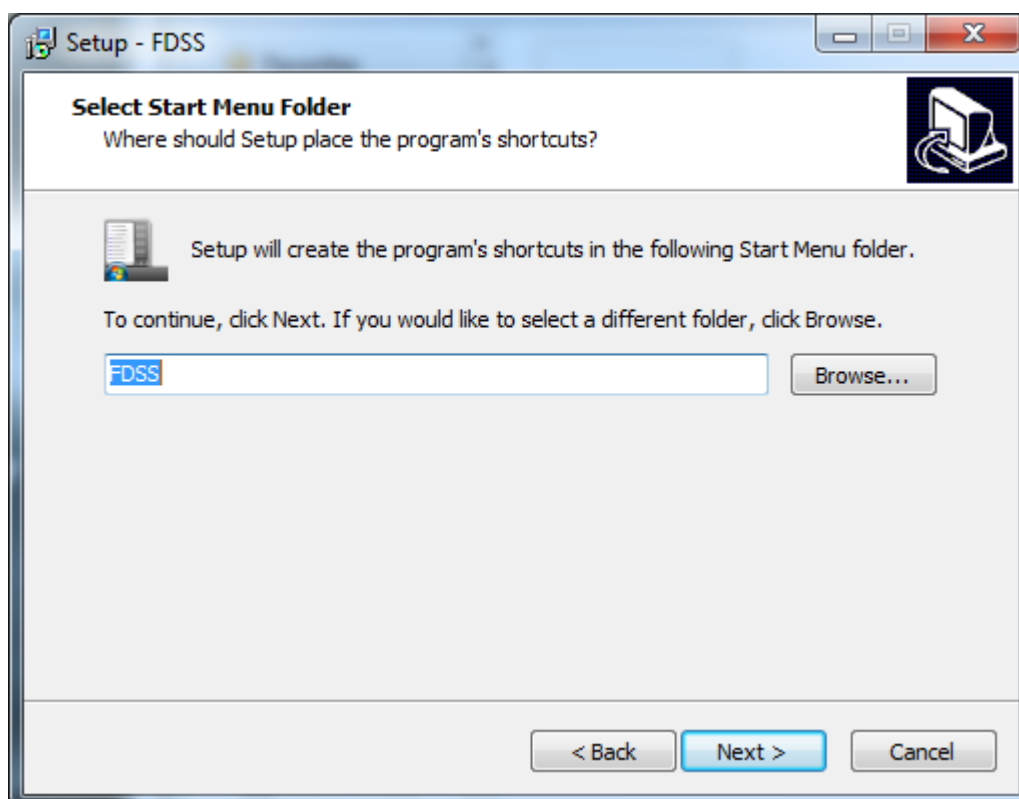 Setup - FDSS
Select Start Menu Folder
Where should Setup place the program's shortcuts?
Setup will create the program's shortcuts in the following Start Menu folder.
To continue, click Next. If you would like to select a different folder, click Browse.
FDSS
Browse...
< Back
Next >
Cancel